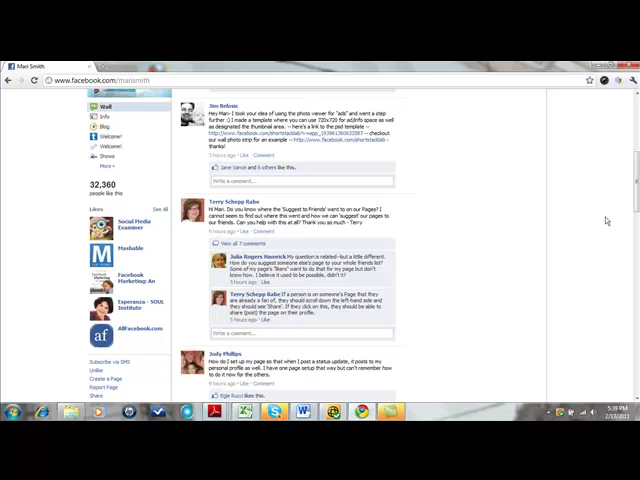 Mari Smith
www.facebook.com/marismith
Wall
Info
Blog
Welcome!
Welcome!
Shows
More
32,360
people like this
Likes
See All
Social Media
Examiner
Mashable
Facebook
Marketing: An
Esperanza - SOUL
Institute
AllFacebook.com
Subscribe via SMS
Unlike
Create a Page
Report Page
Share
Jim Belosic
Hey Mari- I took your idea of using the photo viewer for "ads" and went a step
further :) I made a template where you can use 720x720 for ad/info space as
well as designated the thumbnail area. -- here's a link to the psd template --
-- checkout
our wall photo strip for an example --
thanks!
9 hours ago · Like · Comment
Jane Vance and 6 others like this.
Write a comment...
Terry Schepp Rabe
Hi Mari. Do you know where the 'Suggest to Friends' went to on our Pages? I
cannot seem to find out where this went and how we can 'suggest' our pages to
our friends. Can you help with this at all? Thank you so much - Terry
9 hours ago · Like · Comment
View all 7 comments
Julia Rogers Hamrick My question is related--but a little different.
How do you suggest someone else's page to your whole friends list?
Some of my page's "likers" want to do that for my page but don't
know how. I believe it used to be possible, didn't it?
5 hours ago · Like
Terry Schepp Rabe If a person is on someone's Page that they
are already a fan of, they should scroll down the left-hand side and
they should see 'Share'. If they click on this, they should be able to
share (post) the page on their profile.
5 hours ago · Like
Write a comment...
Jody Phillips
How do I set up my page so that when I post a status update, it posts to my
personal profile as well. I have one page setup that way but can't remember how
to do it now for the others.
9 hours ago · Like · Comment
Egle Rucci likes this.
5:39 PM
2/13/2011